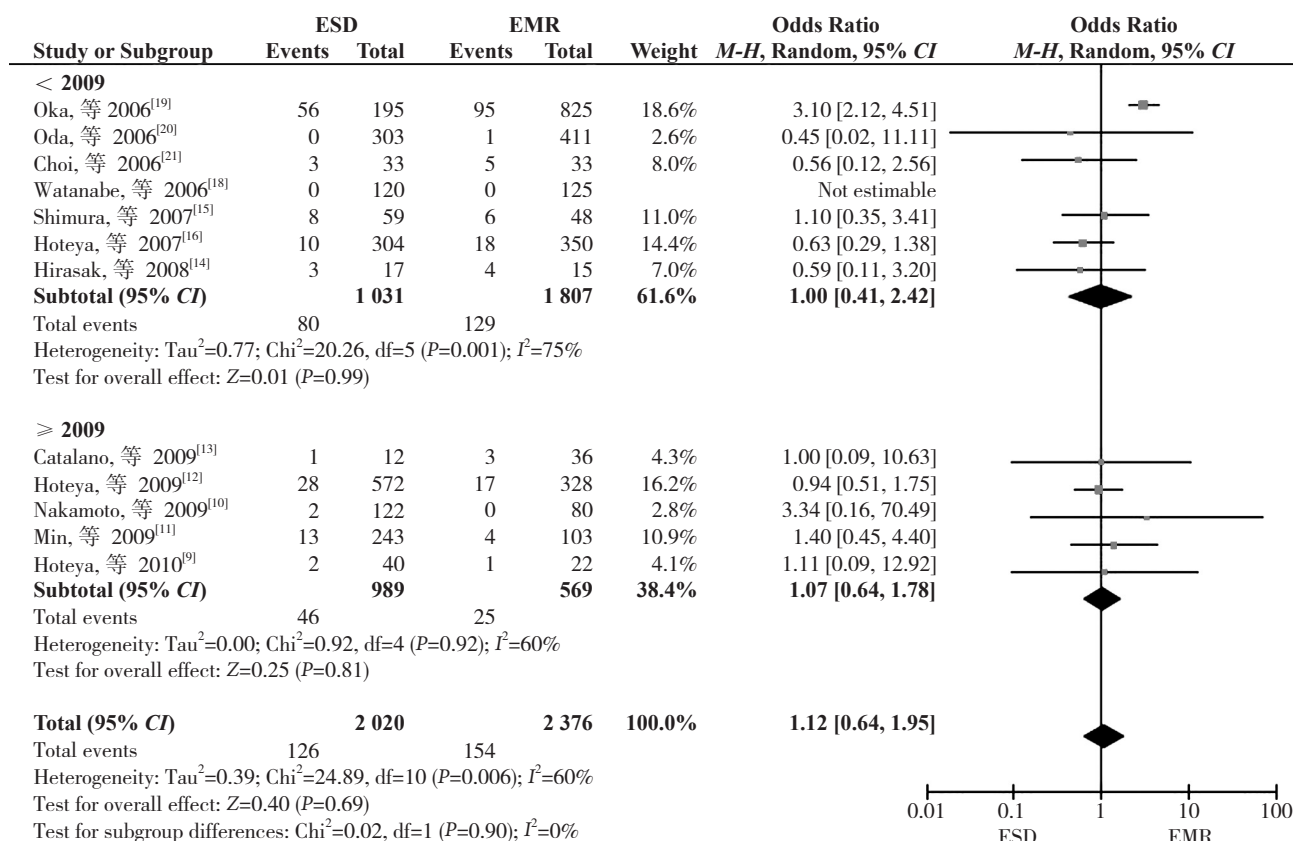 ESD EMR Odds Ratio Odds Ratio
Study or Subgroup Events Total Events Total Weight M-H, Random, 95% CI M-H, Random, 95% CI
< 2009
Oka, 等 2006[19] 56 195 95 825 18.6% 3.10 [2.12, 4.51]
Oda, 等 2006[20] 0 303 1 411 2.6% 0.45 [0.02, 11.11]
Choi, 等 2006[21] 3 33 5 33 8.0% 0.56 [0.12, 2.56]
Watanabe, 等 2006[18] 0 120 0 125 Not estimable
Shimura, 等 2007[15] 8 59 6 48 11.0% 1.10 [0.35, 3.41]
Hoteya, 等 2007[16] 10 304 18 350 14.4% 0.63 [0.29, 1.38]
Hirasak, 等 2008[14] 3 17 4 15 7.0% 0.59 [0.11, 3.20]
Subtotal (95% CI) 1 031 1 807 61.6% 1.00 [0.41, 2.42]
Total events 80 129
Heterogeneity: Tau²=0.77; Chi²=20.26, df=5 (P=0.001); I²=75%
Test for overall effect: Z=0.01 (P=0.99)
≥ 2009
Catalano, 等 2009[13] 1 12 3 36 4.3% 1.00 [0.09, 10.63]
Hoteya, 等 2009[12] 28 572 17 328 16.2% 0.94 [0.51, 1.75]
Nakamoto, 等 2009[10] 2 122 0 80 2.8% 3.34 [0.16, 70.49]
Min, 等 2009[11] 13 243 4 103 10.9% 1.40 [0.45, 4.40]
Hoteya, 等 2010[9] 2 40 1 22 4.1% 1.11 [0.09, 12.92]
Subtotal (95% CI) 989 569 38.4% 1.07 [0.64, 1.78]
Total events 46 25
Heterogeneity: Tau²=0.00; Chi²=0.92, df=4 (P=0.92); I²=60%
Test for overall effect: Z=0.25 (P=0.81)
Total (95% CI) 2 020 2 376 100.0% 1.12 [0.64, 1.95]
Total events 126 154
Heterogeneity: Tau²=0.39; Chi²=24.89, df=10 (P=0.006); I²=60%
Test for overall effect: Z=0.40 (P=0.69)
Test for subgroup differences: Chi²=0.02, df=1 (P=0.90); I²=0%
0.01 0.1 1 10 100
ESD EMR